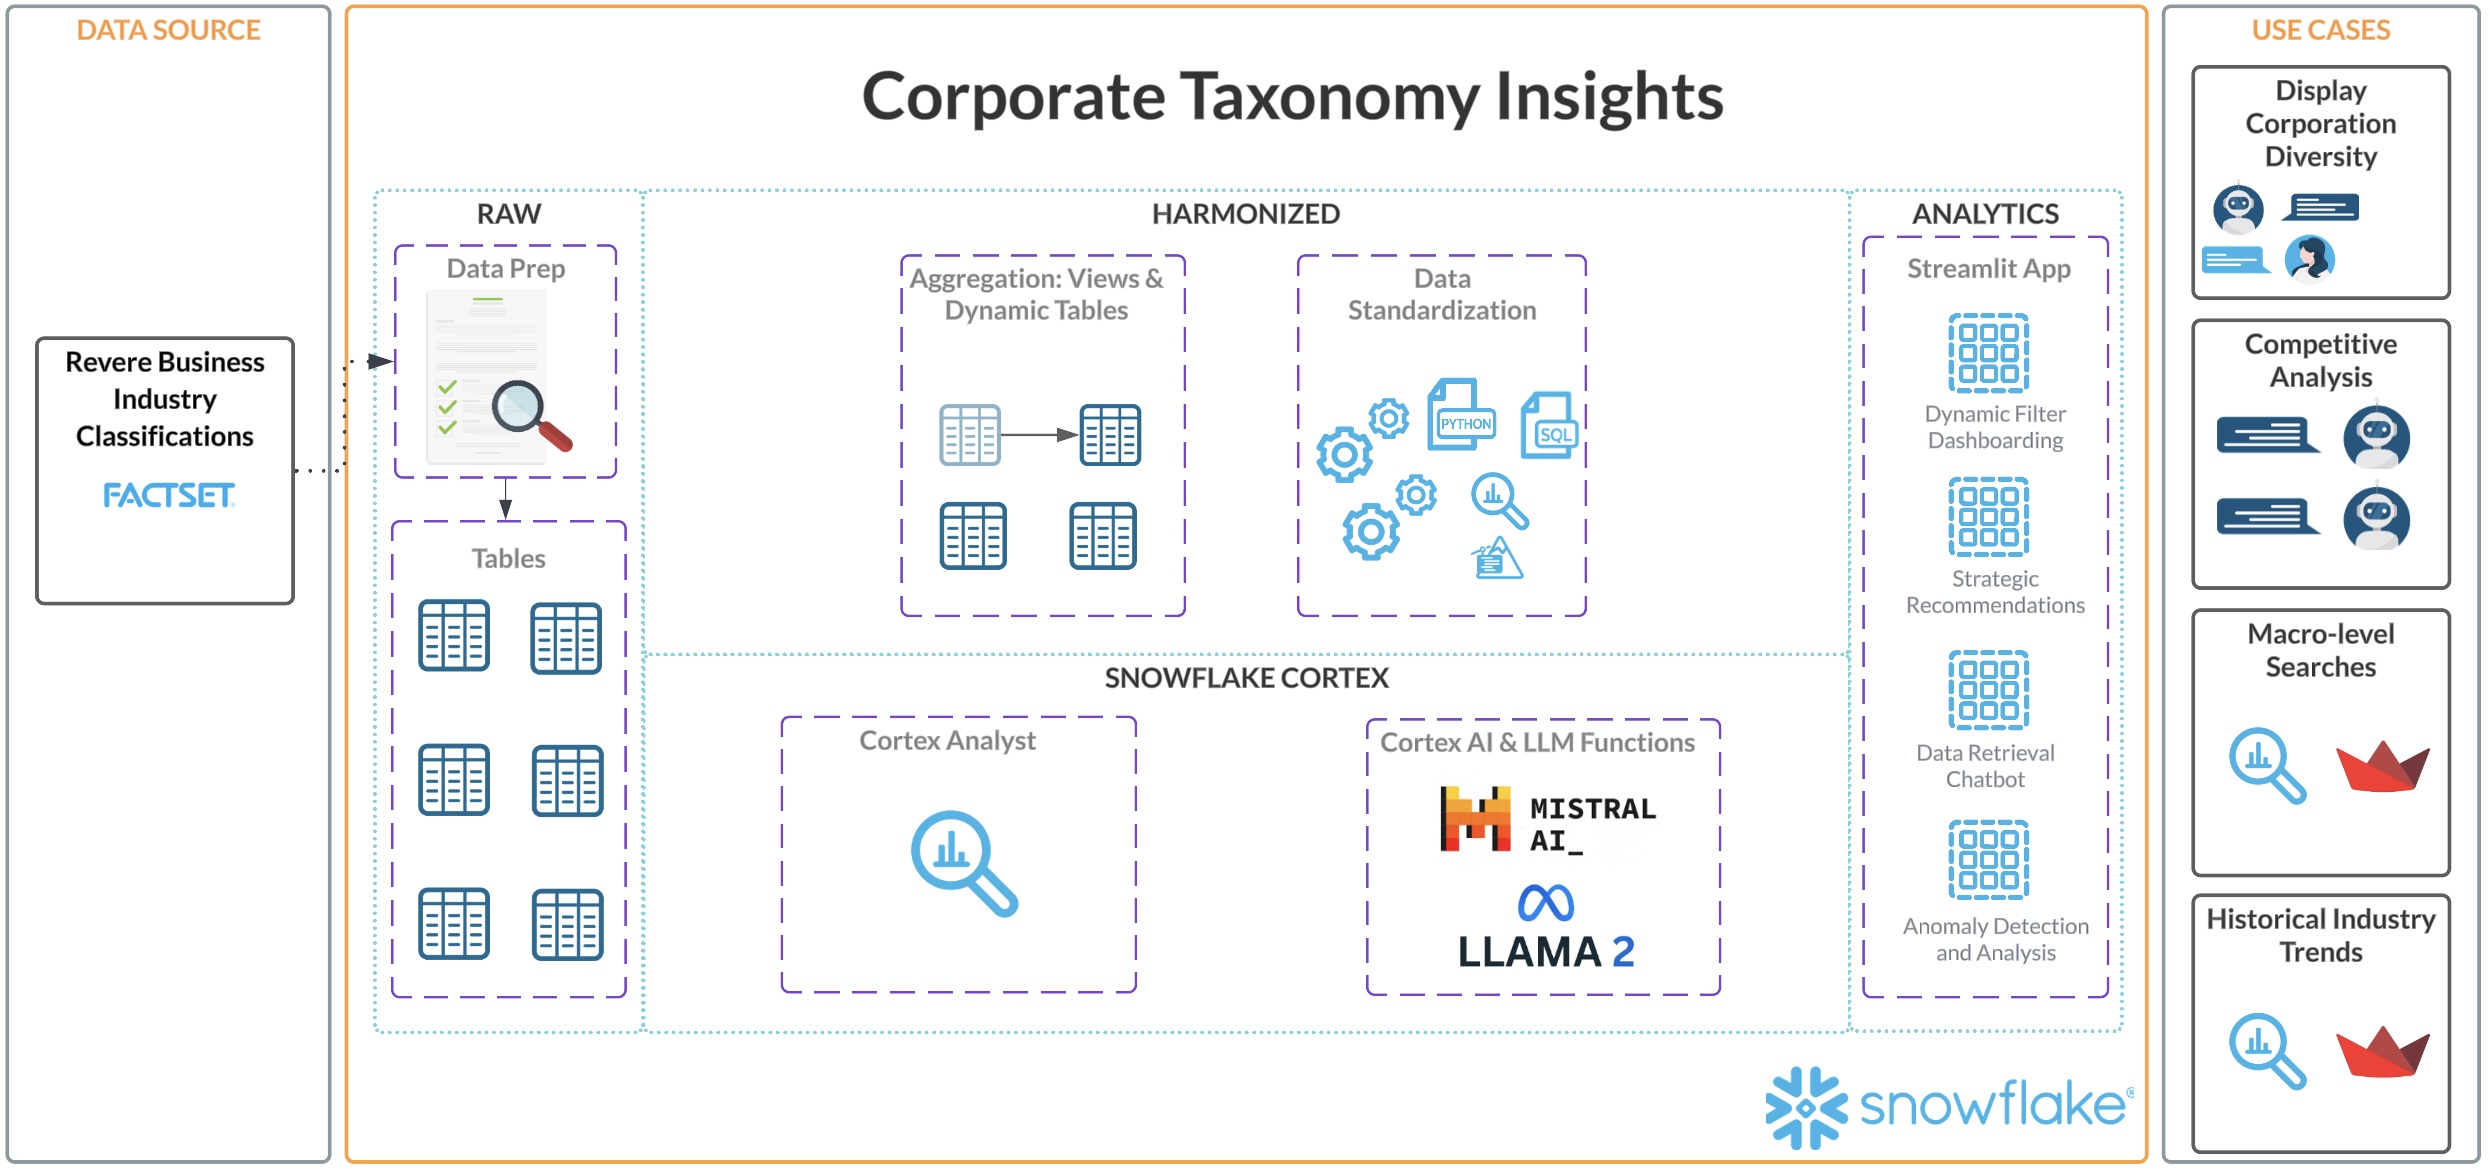 DATA SOURCE
Revere Business
Industry
Classifications
FACTSET
Corporate Taxonomy Insights
RAW
Data Prep
Tables
HARMONIZED
Aggregation: Views &
Dynamic Tables
Data
Standardization
PYTHON
SQL
SNOWFLAKE CORTEX
Cortex Analyst
Cortex AI & LLM Functions
MISTRAL
AI_
LLAMA 2
ANALYTICS
Streamlit App
Dynamic Filter
Dashboarding
Strategic
Recommendations
Data Retrieval
Chatbot
Anomaly Detection
and Analysis
snowflake®
USE CASES
Display
Corporation
Diversity
Competitive
Analysis
Macro-level
Searches
Historical Industry
Trends